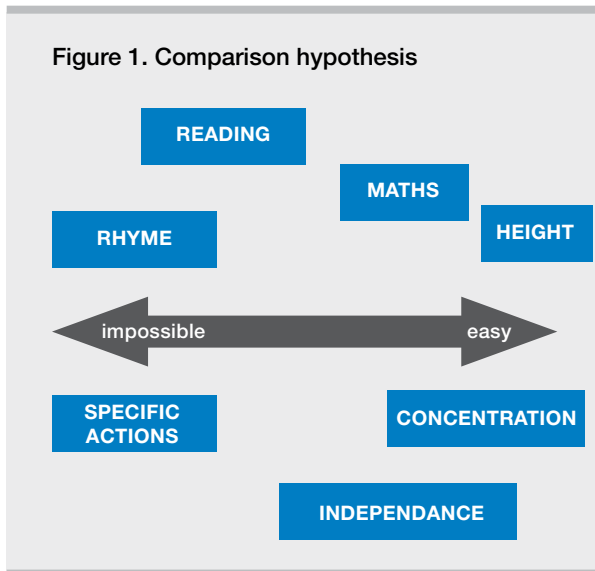 Figure 1. Comparison hypothesis
READING
MATHS
HEIGHT
RHYME
impossible
easy
SPECIFIC
ACTIONS
CONCENTRATION
INDEPENDANCE